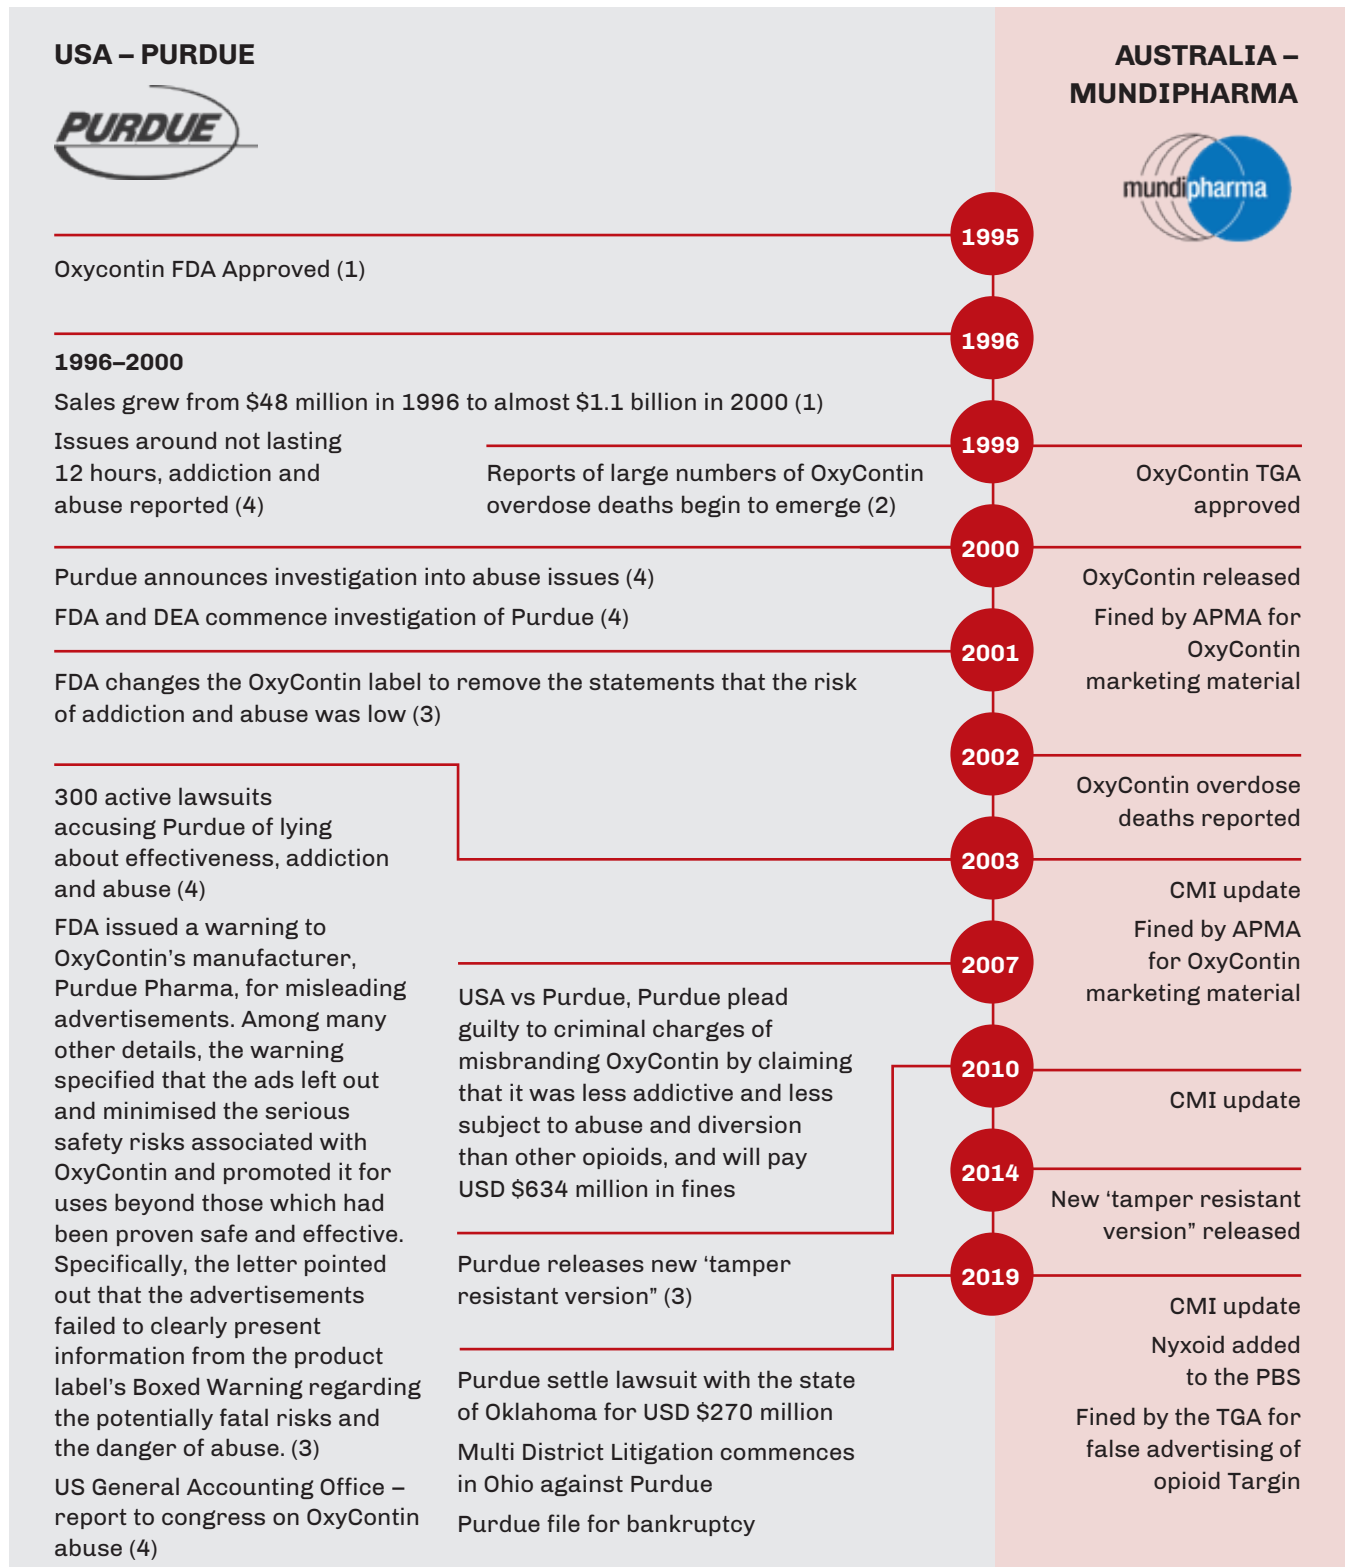 USA – PURDUE
PURDUE
AUSTRALIA –
MUNDIPHARMA
mundipharma
1995
Oxycontin FDA Approved (1)
1996
1996–2000
Sales grew from $48 million in 1996 to almost $1.1 billion in 2000 (1)
Issues around not lasting
12 hours, addiction and
abuse reported (4)
1999
Reports of large numbers of OxyContin
overdose deaths begin to emerge (2)
OxyContin TGA
approved
2000
Purdue announces investigation into abuse issues (4)
FDA and DEA commence investigation of Purdue (4)
OxyContin released
Fined by APMA for
OxyContin
marketing material
2001
FDA changes the OxyContin label to remove the statements that the risk
of addiction and abuse was low (3)
2002
OxyContin overdose
deaths reported
2003
300 active lawsuits
accusing Purdue of lying
about effectiveness, addiction
and abuse (4)
FDA issued a warning to
OxyContin’s manufacturer,
Purdue Pharma, for misleading
advertisements. Among many
other details, the warning
specified that the ads left out
and minimised the serious
safety risks associated with
OxyContin and promoted it for
uses beyond those which had
been proven safe and effective.
Specifically, the letter pointed
out that the advertisements
failed to clearly present
information from the product
label’s Boxed Warning regarding
the potentially fatal risks and
the danger of abuse. (3)
US General Accounting Office –
report to congress on OxyContin
abuse (4)
CMI update
Fined by APMA
for OxyContin
marketing material
2007
USA vs Purdue, Purdue plead
guilty to criminal charges of
misbranding OxyContin by claiming
that it was less addictive and less
subject to abuse and diversion
than other opioids, and will pay
USD $634 million in fines
2010
Purdue releases new ‘tamper
resistant version” (3)
CMI update
2014
New ‘tamper resistant
version” released
2019
Purdue settle lawsuit with the state
of Oklahoma for USD $270 million
Multi District Litigation commences
in Ohio against Purdue
Purdue file for bankruptcy
CMI update
Nyxoid added
to the PBS
Fined by the TGA for
false advertising of
opioid Targin